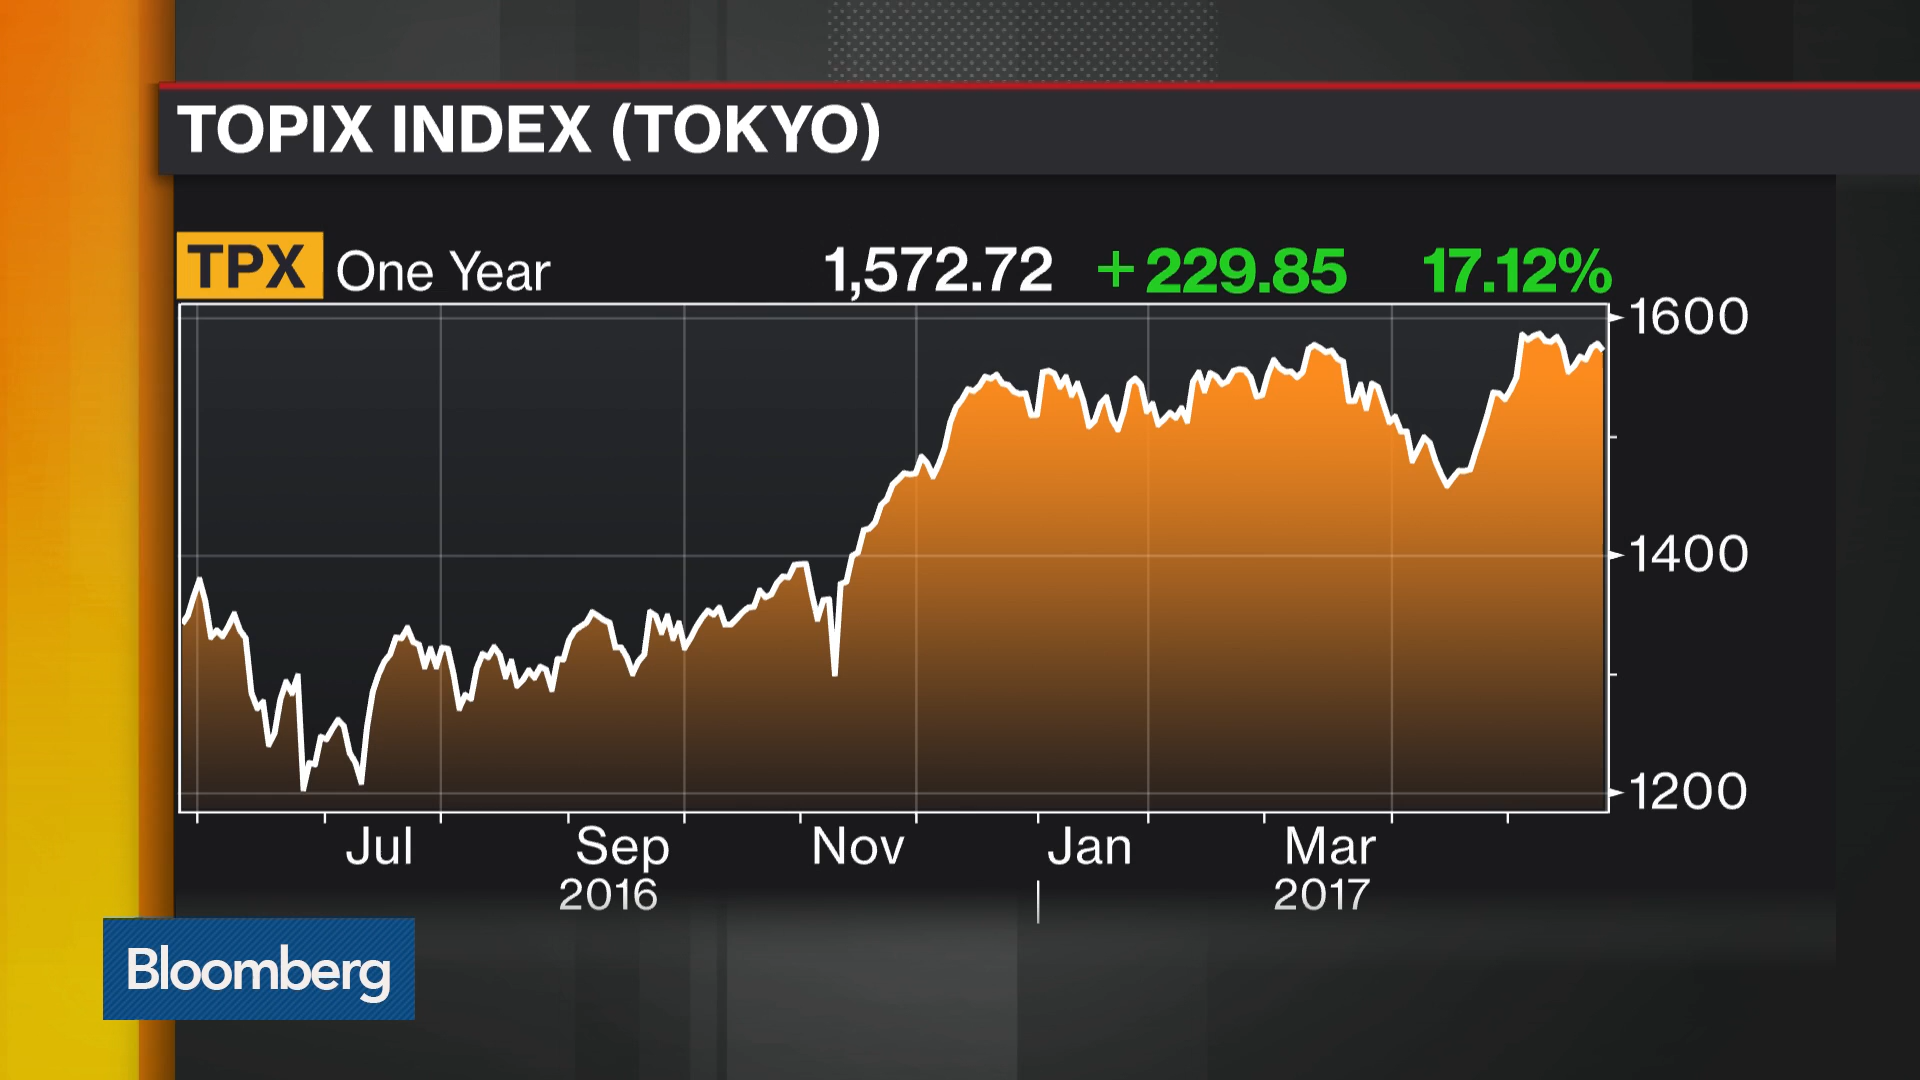 TOPIX INDEX (TOKYO)
TPX One Year 1,572.72 +229.85 17.12%
1600
1400
1200
Jul Sep Nov Jan Mar
2016 2017
Bloomberg